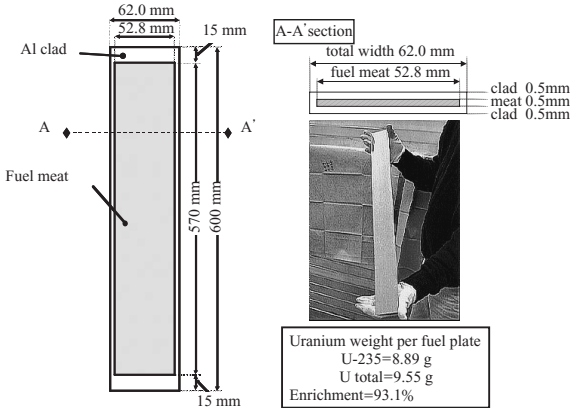 62.0 mm
52.8 mm
15 mm
Al clad
A
A'
Fuel meat
570 mm
600 mm
15 mm
A-A' section
total width 62.0 mm
fuel meat 52.8 mm
clad 0.5mm
meat 0.5mm
clad 0.5mm
Uranium weight per fuel plate
U-235=8.89 g
U total=9.55 g
Enrichment=93.1%